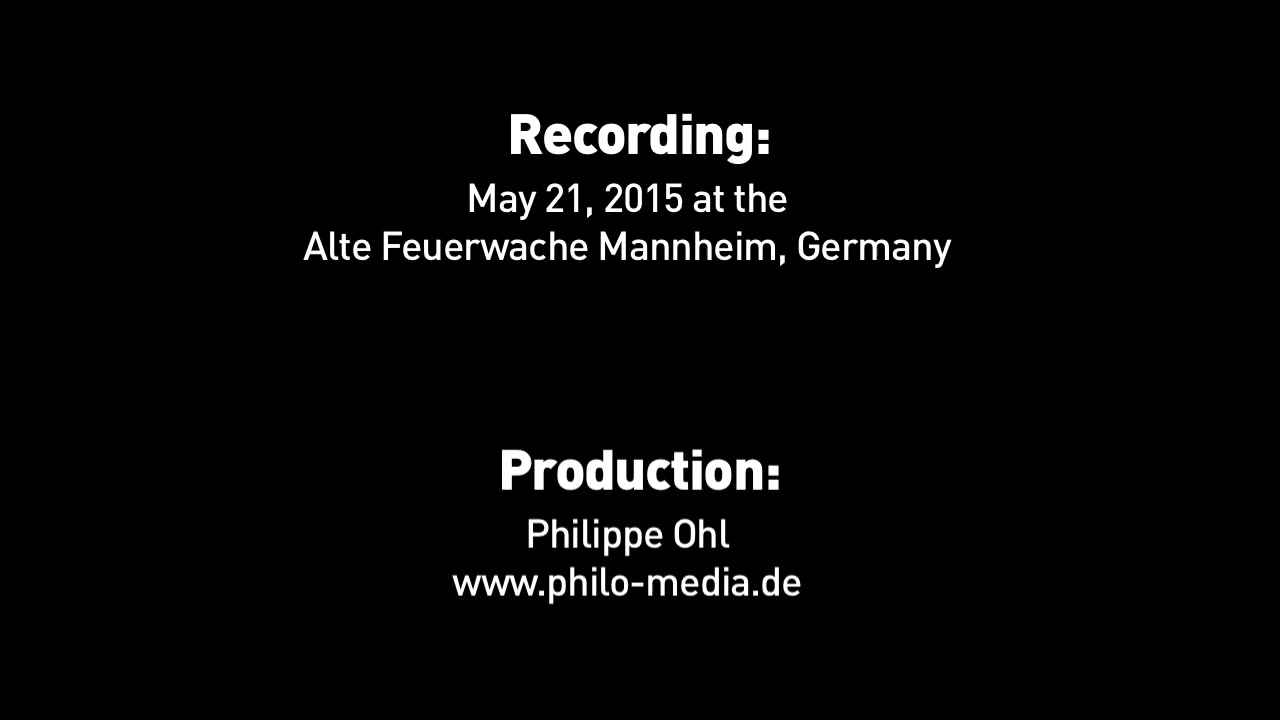 Recording:
May 21, 2015 at the
Alte Feuerwache Mannheim, Germany
Production:
Philippe Ohl
www.philo-media.de